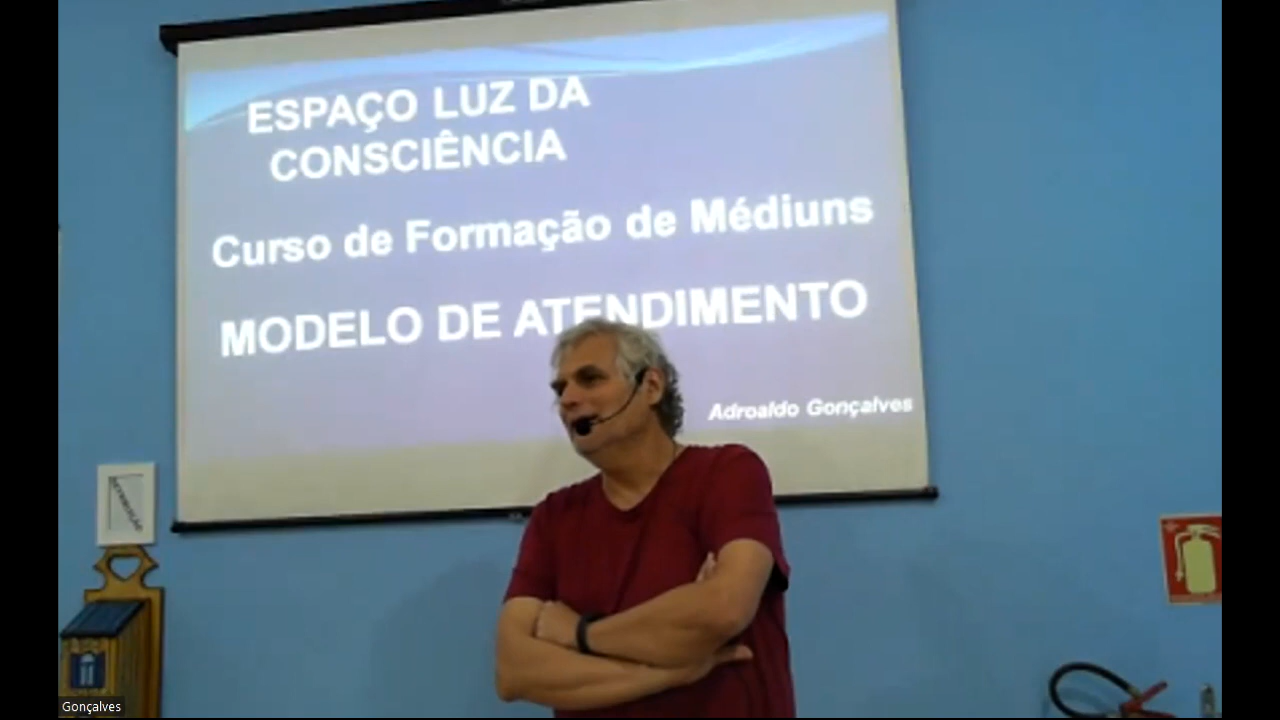 ESPAÇO LUZ DA
CONSCIÊNCIA
Curso de Formação de Médiuns
MODELO DE ATENDIMENTO
Adroaldo Gonçalves
Gonçalves